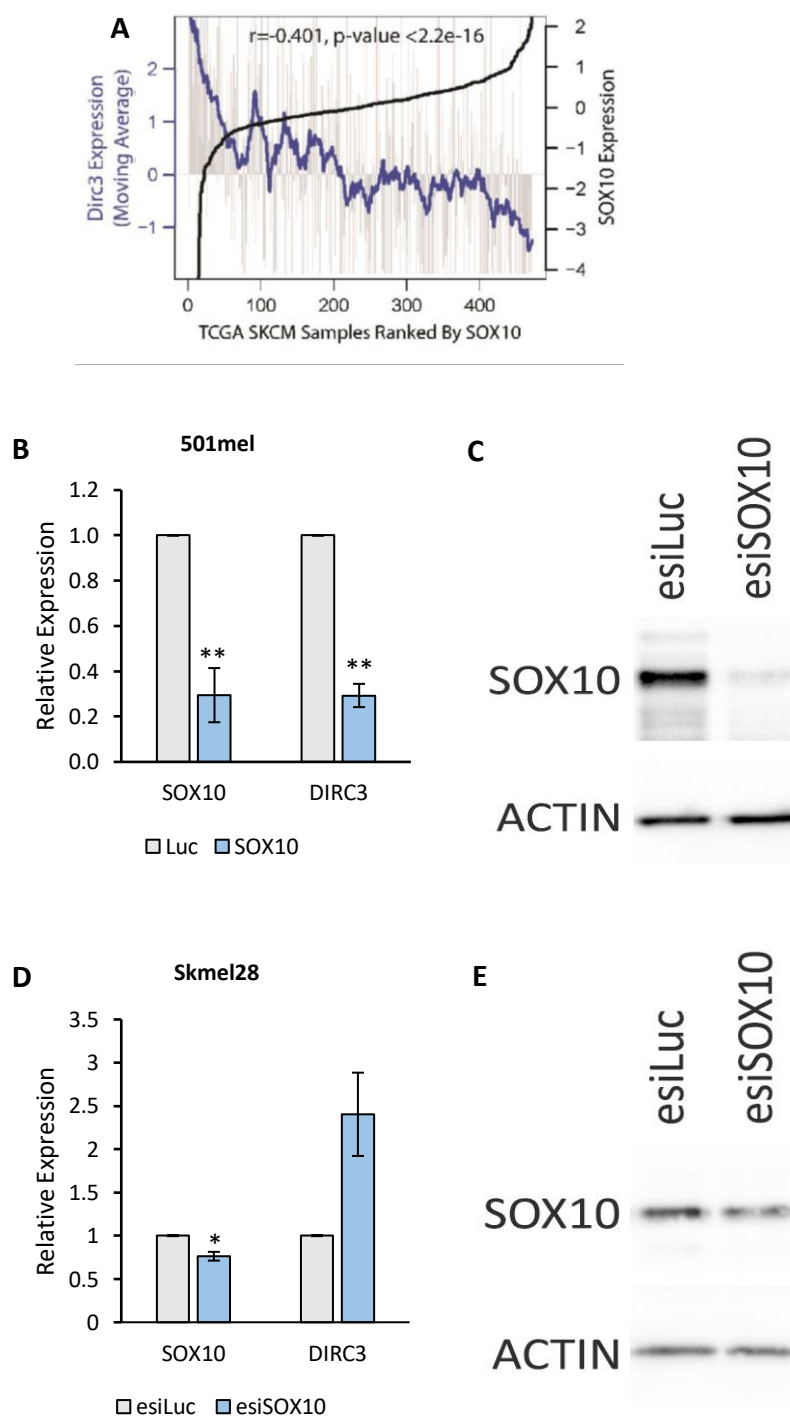 A
r=-0.401, p-value <2.2e-16
Dirc3 Expression
(Moving Average)
2
1
0
−1
2
1
0
−1
−2
−3
−4
SOX10 Expression
0 100 200 300 400
TCGA SKCM Samples Ranked By SOX10
B
501mel
Relative Expression
1.2
1.0
0.8
0.6
0.4
0.2
0.0
** **
SOX10 DIRC3
Luc SOX10
C
esiLuc
esiSOX10
SOX10
ACTIN
D
Skmel28
Relative Expression
3.5
3
2.5
2
1.5
1
0.5
0
*
SOX10 DIRC3
esiLuc esiSOX10
E
esiLuc
esiSOX10
SOX10
ACTIN